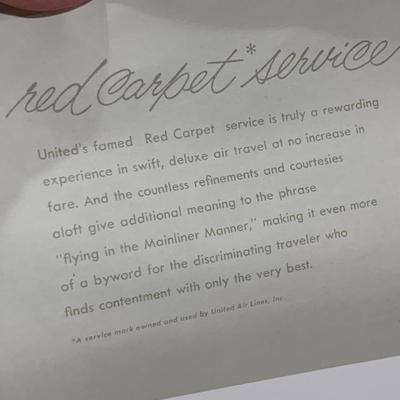 red carpet* service
United's famed Red Carpet service is truly a rewarding
experience in swift, deluxe air travel at no increase in
fare. And the countless refinements and courtesies
aloft give additional meaning to the phrase
"flying in the Mainliner Manner," making it even more
of a byword for the discriminating traveler who
finds contentment with only the very best.
*A service mark owned and used by United Air Lines, Inc.